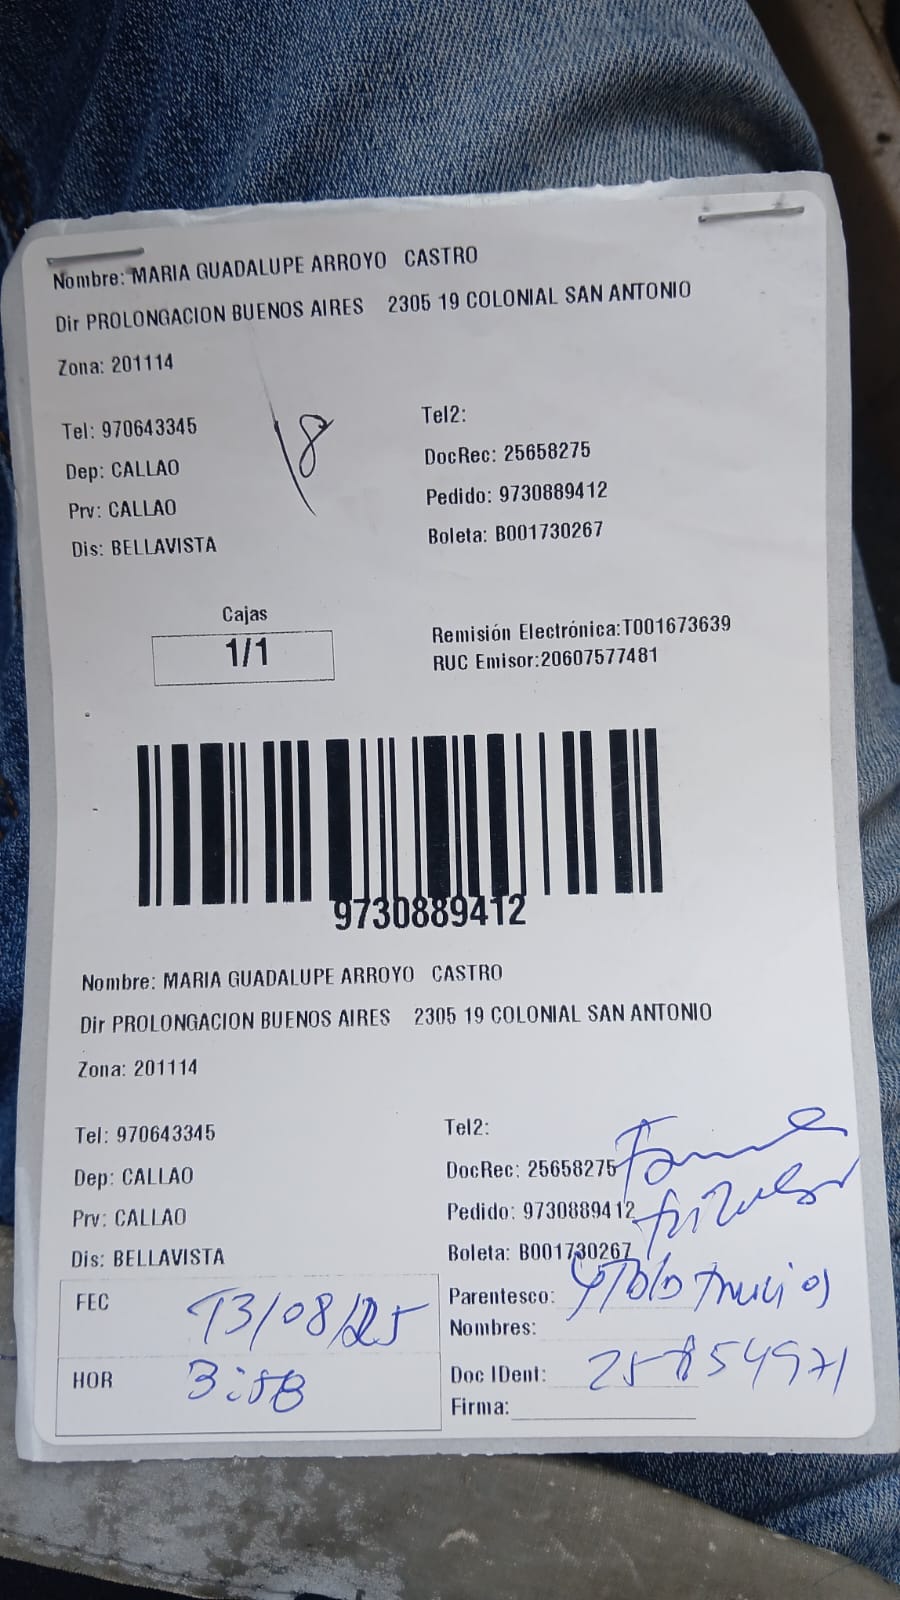 Nombre: MARIA GUADALUPE ARROYO CASTRO
Dir PROLONGACION BUENOS AIRES 2305 19 COLONIAL SAN ANTONIO
Zona: 201114
Tel: 970643345
Dep: CALLAO
Prv: CALLAO
Dis: BELLAVISTA
18
Tel2:
DocRec: 25658275
Pedido: 9730889412
Boleta: B001730267
Cajas
1/1
Remisión Electrónica:T001673639
RUC Emisor:20607577481
9730889412
Nombre: MARIA GUADALUPE ARROYO CASTRO
Dir PROLONGACION BUENOS AIRES 2305 19 COLONIAL SAN ANTONIO
Zona: 201114
Tel: 970643345
Dep: CALLAO
Prv: CALLAO
Dis: BELLAVISTA
Tel2:
DocRec: 25658275
Pedido: 9730889412
Boleta: B001730267
FEC 13/08/25
HOR
Parentesco:
Nombres:
Doc IDent: 25854971
Firma: